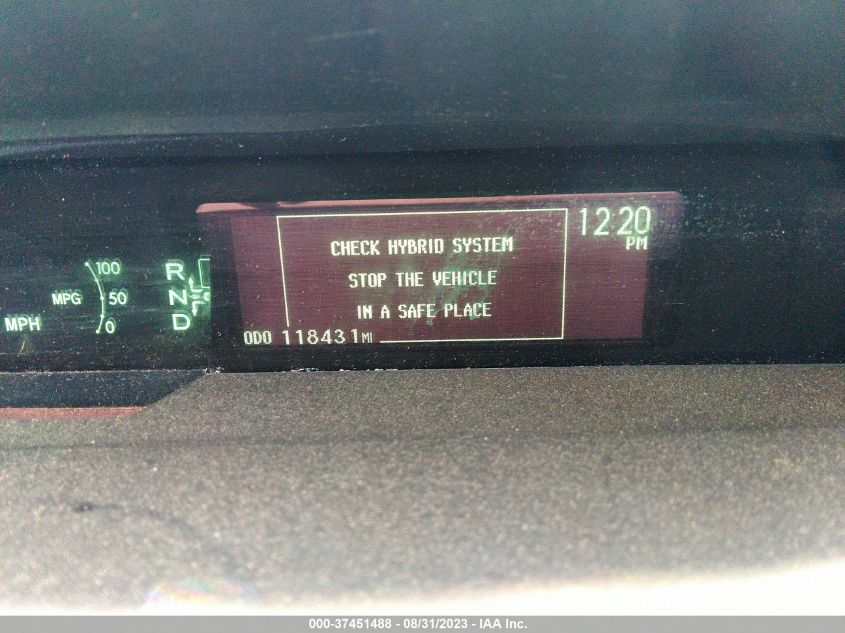 CHECK HYBRID SYSTEM
STOP THE VEHICLE
IN A SAFE PLACE
12:20
PM
100
MPG
50
0
MPH
R
N
D
ODO 118431 MI
000-37451488 - 08/31/2023 - IAA Inc.